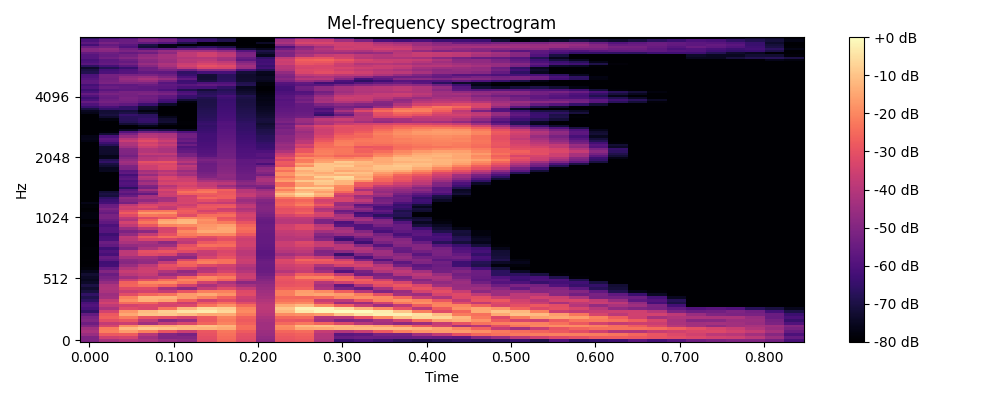 Mel-frequency spectrogram
+0 dB
-10 dB
-20 dB
-30 dB
-40 dB
-50 dB
-60 dB
-70 dB
-80 dB
4096
2048
1024
512
0
Hz
0.000 0.100 0.200 0.300 0.400 0.500 0.600 0.700 0.800
Time